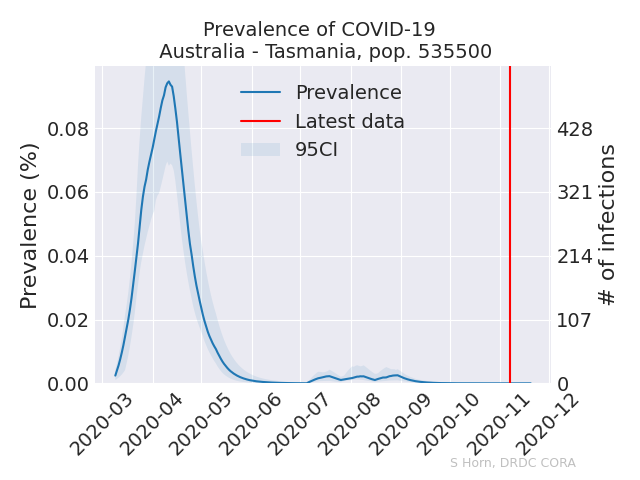 Prevalence of COVID-19
Australia - Tasmania, pop. 535500
Prevalence
Latest data
95CI
Prevalence (%)
0.08
0.06
0.04
0.02
0.00
# of infections
428
321
214
107
0
2020-03
2020-04
2020-05
2020-06
2020-07
2020-08
2020-09
2020-10
2020-11
2020-12
S Horn, DRDC CORA